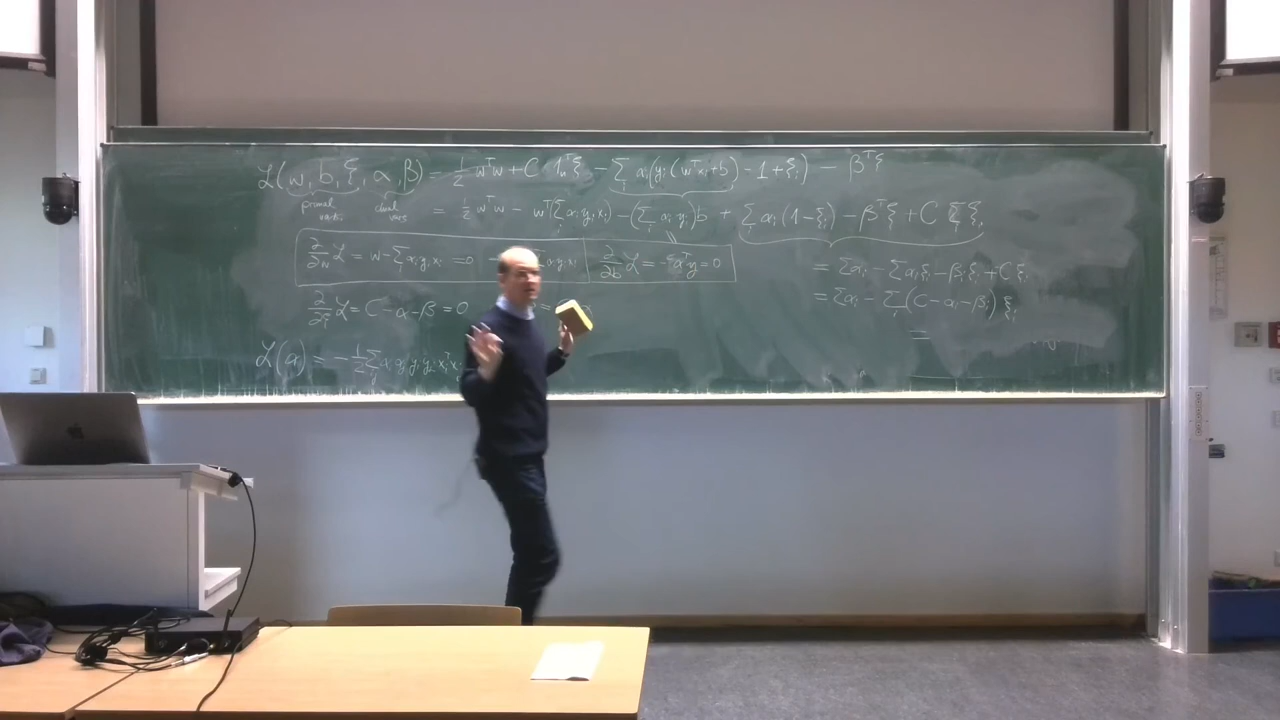 L(w, b, ξ, α, β) = ½ wᵀw + C 1ₙᵀξ - Σᵢ αᵢ(yᵢ(wᵀxᵢ+b) - 1 + ξᵢ) - βᵀξ
primal vars dual vars
= ½ wᵀw - wᵀ(Σᵢ αᵢyᵢxᵢ) - (Σᵢ αᵢyᵢ)b + Σᵢ αᵢ(1-ξᵢ) - βᵀξ + C Σᵢ ξᵢ
∂/∂w L = w - Σᵢ αᵢyᵢxᵢ = 0
∂/∂b L = -αᵀy = 0
= Σαᵢ - Σαᵢξᵢ - βᵢξᵢ + Cξᵢ
∂/∂ξ L = C - α - β = 0
= Σαᵢ - Σᵢ(C-αᵢ-βᵢ)ξᵢ
=
L(α) = -½ Σ